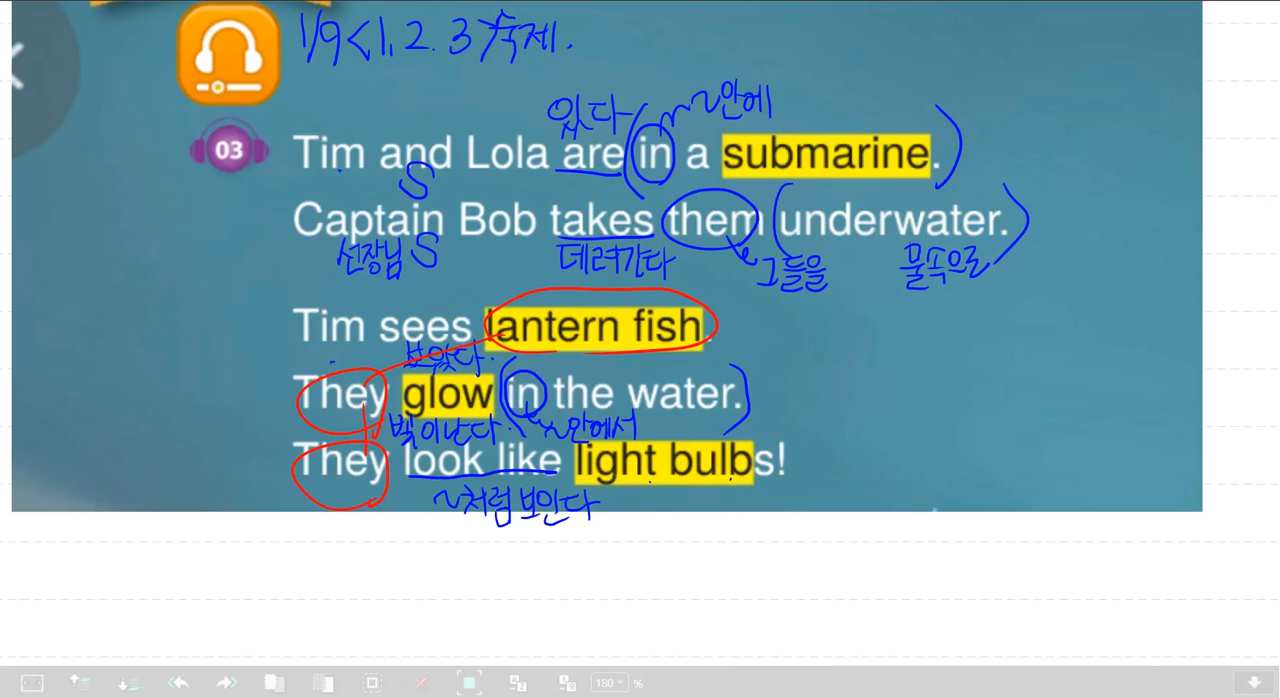 1/9 < 1, 2. 3 숙제.
있다 ~안에
03 Tim and Lola are in a submarine.
S
Captain Bob takes them underwater.
선장님 S 데려간다 그들을 물속으로
Tim sees lantern fish
보았다.
They glow in the water.
빛이난다. ~안에서
They look like light bulbs!
~처럼 보인다
180 %